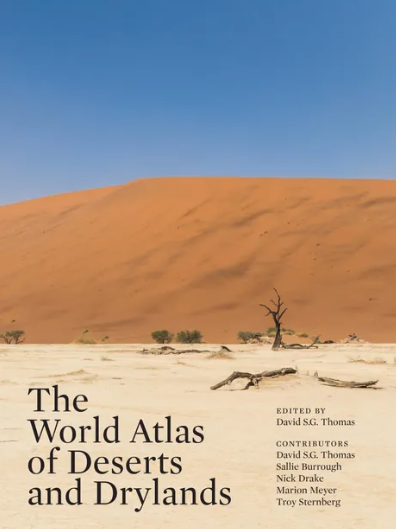 The
World Atlas
of Deserts
and Drylands
EDITED BY
David S.G. Thomas
CONTRIBUTORS
David S.G. Thomas
Sallie Burrough
Nick Drake
Marion Meyer
Troy Sternberg